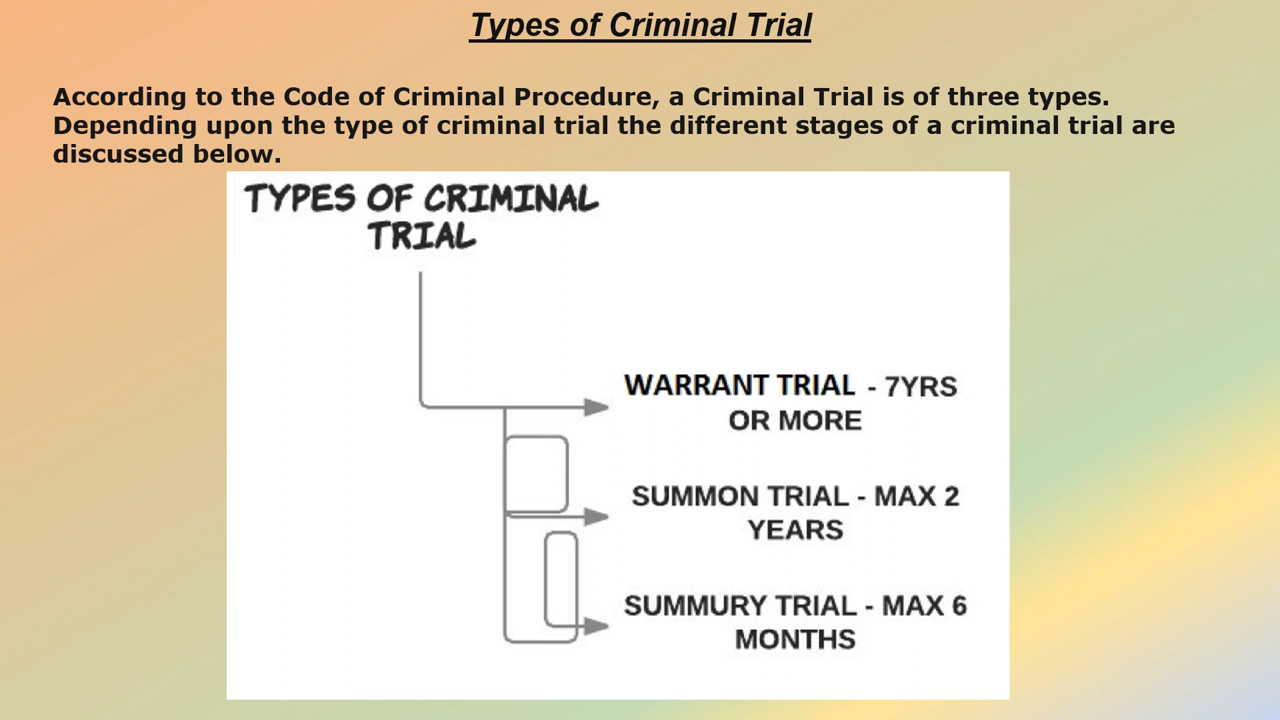 Types of Criminal Trial
According to the Code of Criminal Procedure, a Criminal Trial is of three types.
Depending upon the type of criminal trial the different stages of a criminal trial are
discussed below.
TYPES OF CRIMINAL
TRIAL
WARRANT TRIAL - 7YRS
OR MORE
SUMMON TRIAL - MAX 2
YEARS
SUMMURY TRIAL - MAX 6
MONTHS